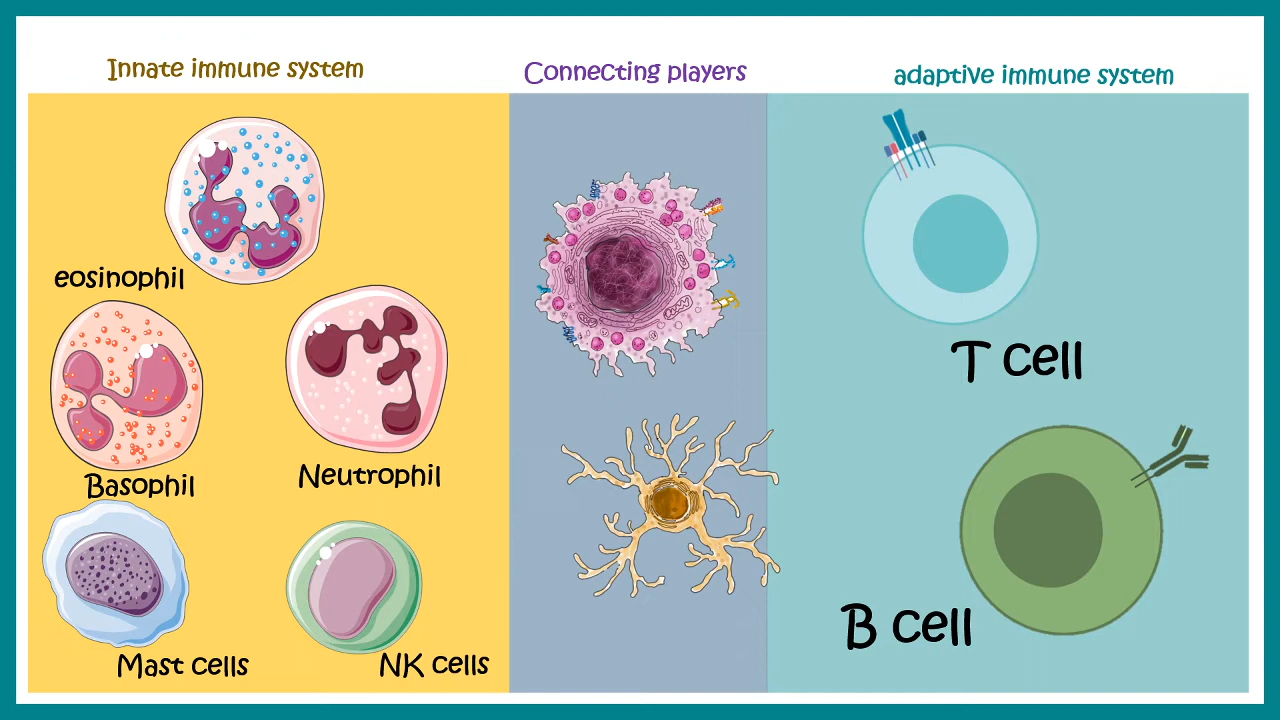 Innate immune system
Connecting players
adaptive immune system
eosinophil
Basophil
Neutrophil
Mast cells
NK cells
T cell
B cell